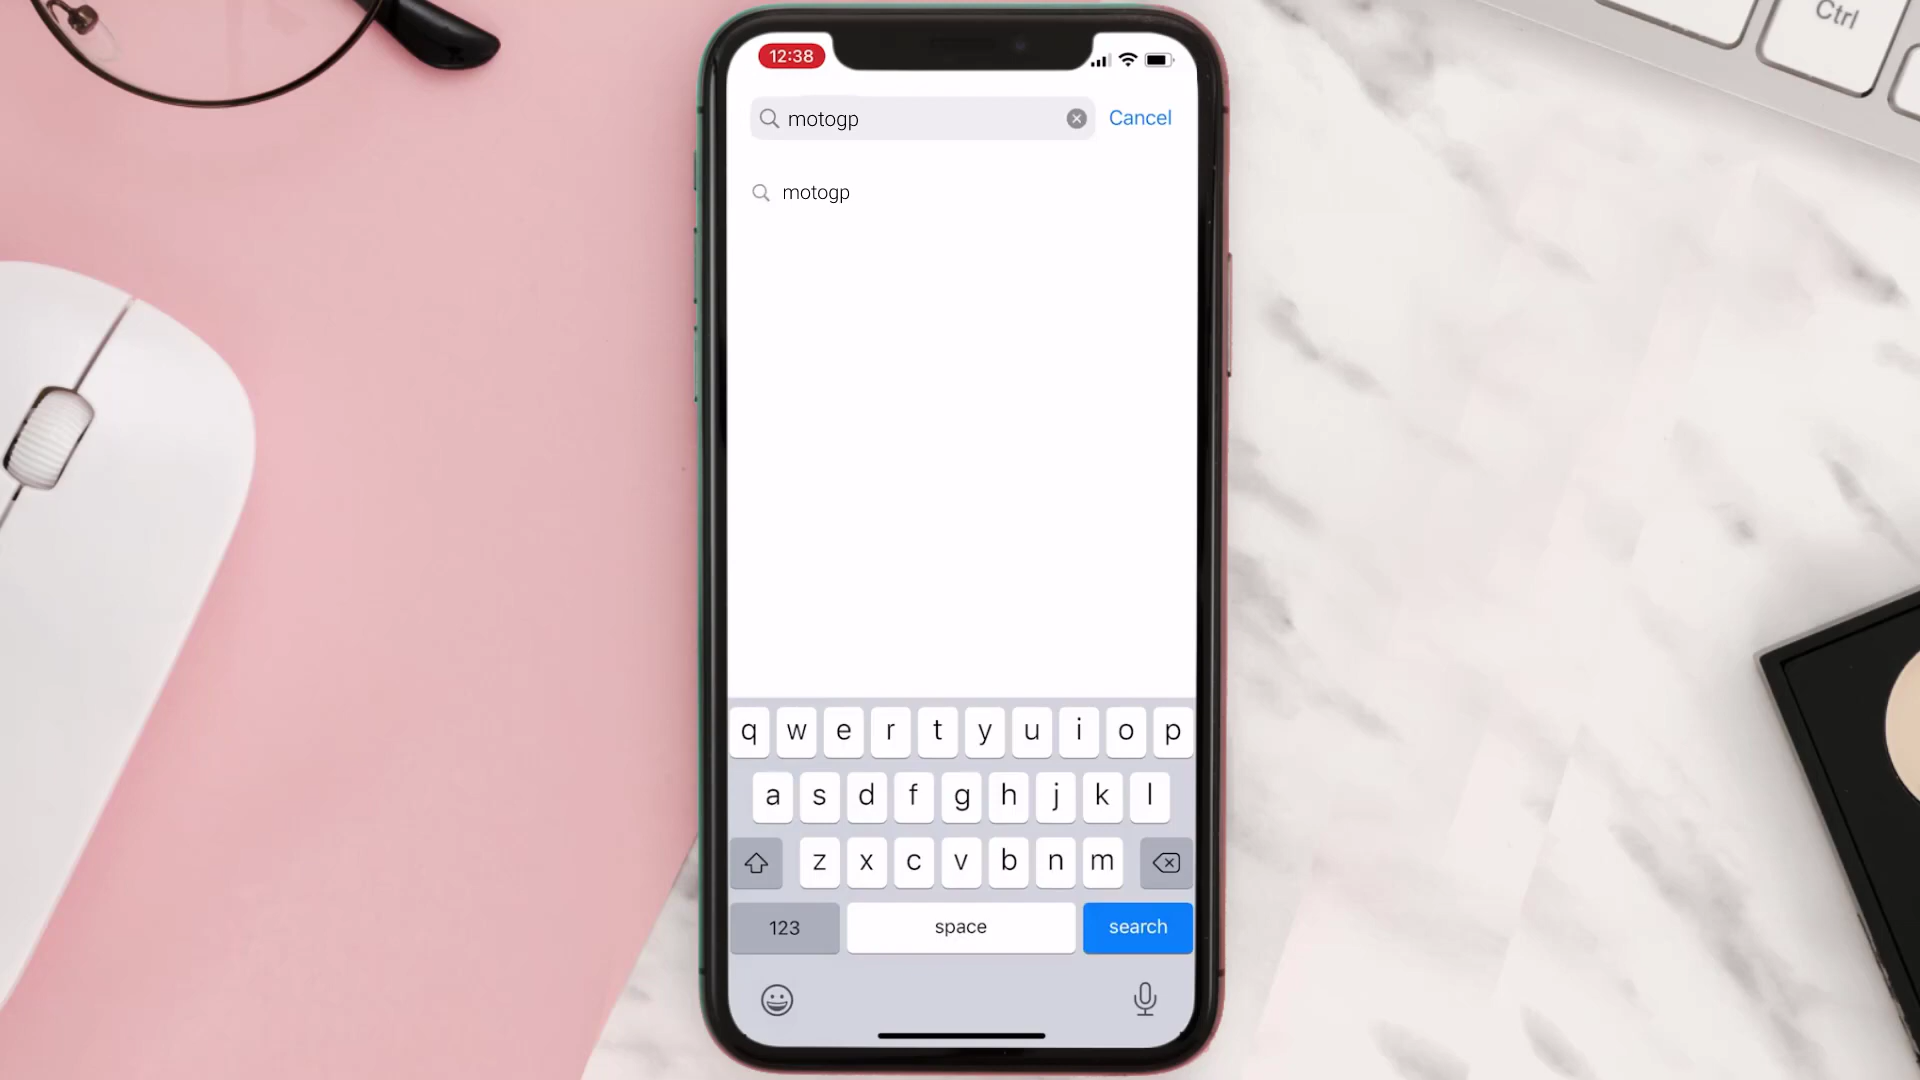 Ctrl
12:38
motogp
Cancel
motogp
q w e r t y u i o p
a s d f g h j k l
z x c v b n m
123 space search